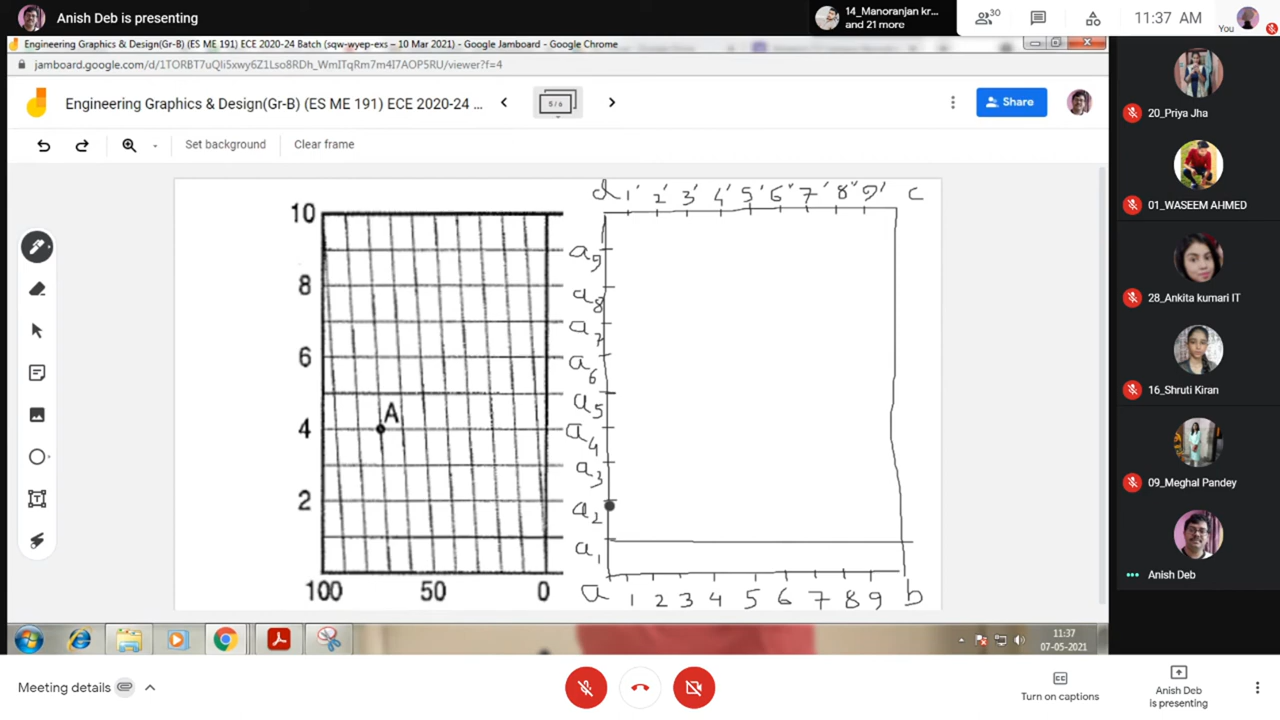 Anish Deb is presenting
14_Manoranjan kr...
and 21 more
30
11:37 AM
You
Engineering Graphics & Design(Gr-B) (ES ME 191) ECE 2020-24 Batch (sqw-wyep-exs – 10 Mar 2021) - Google Jamboard - Google Chrome
jamboard.google.com/d/1TORBT7uQli5xwy6Z1Lso8RDh_WmITqRm7m4I7AOP5RU/viewer?f=4
Engineering Graphics & Design(Gr-B) (ES ME 191) ECE 2020-24 ...
5 / 6
Share
Set background
Clear frame
d 1' 2' 3' 4' 5' 6' 7' 8' 9' c
10
a9
8
a8
a7
6
a6
A
a5
4
a4
a3
2
a2
a1
100 50 0
a 1 2 3 4 5 6 7 8 9 b
20_Priya Jha
01_WASEEM AHMED
28_Ankita kumari IT
16_Shruti Kiran
09_Meghal Pandey
Anish Deb
11:37
07-05-2021
Meeting details
Turn on captions
Anish Deb
is presenting